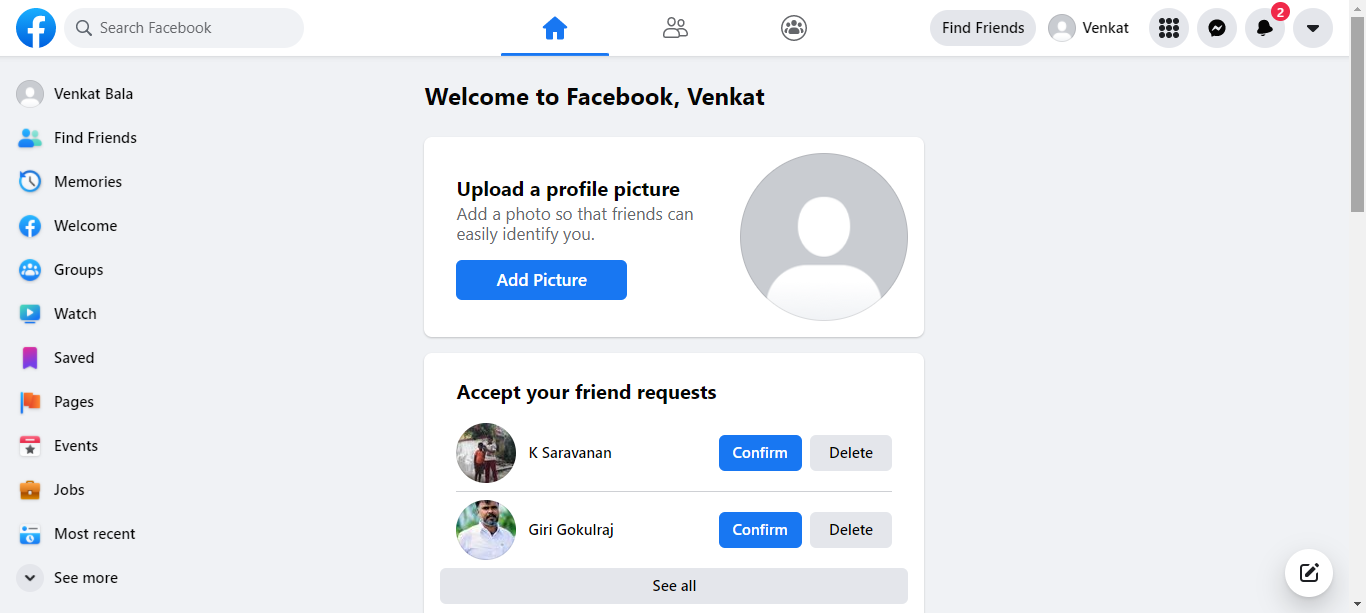 Search Facebook
Find Friends
Venkat
2
Venkat Bala
Find Friends
Memories
Welcome
Groups
Watch
Saved
Pages
Events
Jobs
Most recent
See more
Welcome to Facebook, Venkat
Upload a profile picture
Add a photo so that friends can
easily identify you.
Add Picture
Accept your friend requests
K Saravanan
Confirm
Delete
Giri Gokulraj
Confirm
Delete
See all